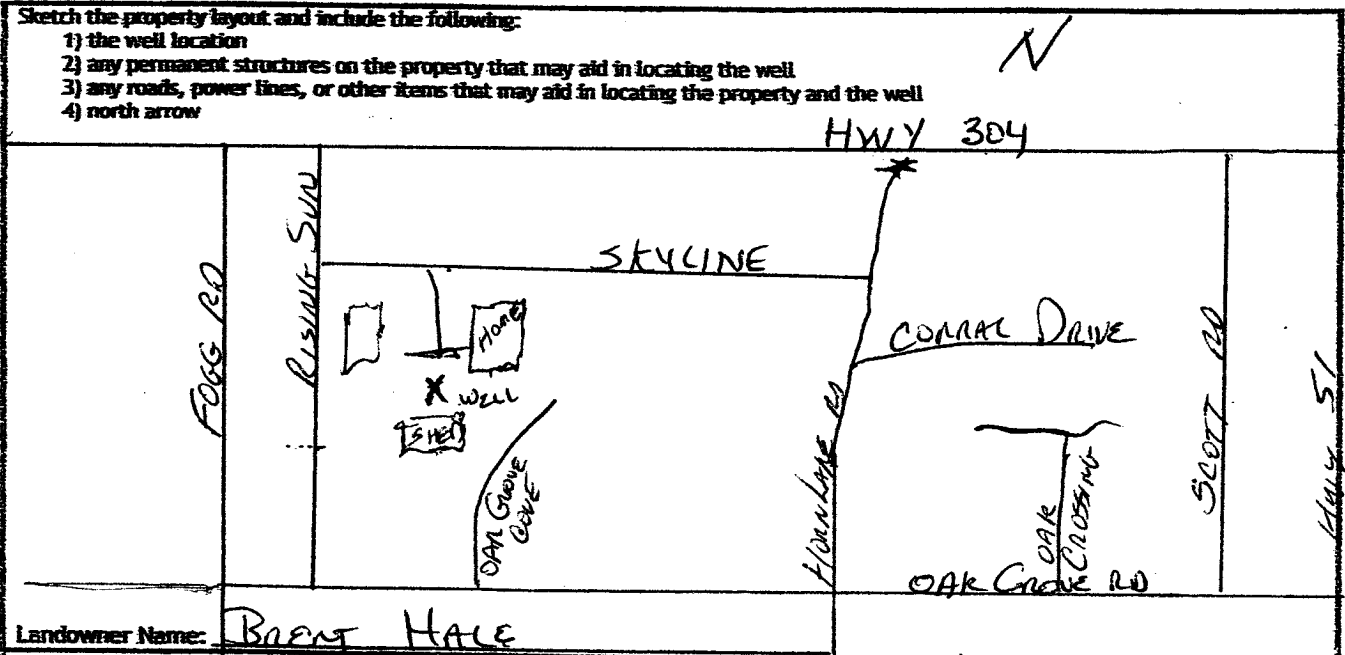 Sketch the property layout and include the following:
1) the well location
2) any permanent structures on the property that may aid in locating the well
3) any roads, power lines, or other items that may aid in locating the property and the well
4) north arrow
N
HWY 304
FOGG RD
RISING SUN
SKYLINE
HOME
X WELL
SHED
OAK GROVE
COVE
HORN LAKE RD
CORRAL DRIVE
OAK
CROSSING
SCOTT RD
HWY 51
OAK GROVE RD
Landowner Name: BRENT HALE